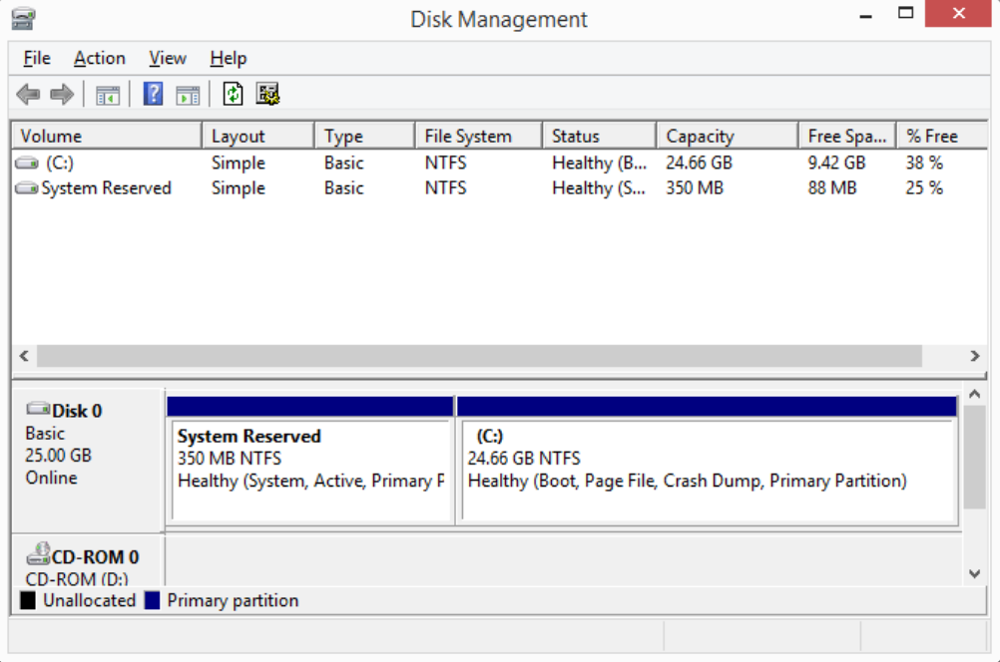 Disk Management
File Action View Help
Volume Layout Type File System Status Capacity Free Spa... % Free
(C:) Simple Basic NTFS Healthy (B... 24.66 GB 9.42 GB 38 %
System Reserved Simple Basic NTFS Healthy (S... 350 MB 88 MB 25 %
Disk 0
Basic
25.00 GB
Online
System Reserved
350 MB NTFS
Healthy (System, Active, Primary P
(C:)
24.66 GB NTFS
Healthy (Boot, Page File, Crash Dump, Primary Partition)
CD-ROM 0
CD-ROM (D:)
Unallocated Primary partition